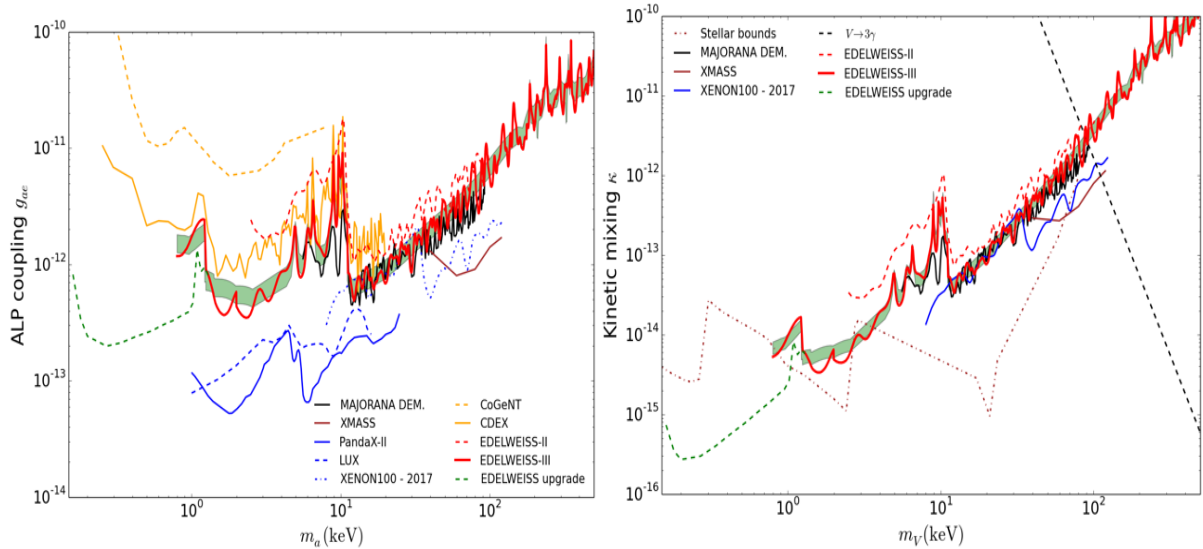 ALP coupling g_ae
10^-10
10^-11
10^-12
10^-13
10^-14
MAJORANA DEM.
XMASS
PandaX-II
LUX
XENON100 - 2017
CoGeNT
CDEX
EDELWEISS-II
EDELWEISS-III
EDELWEISS upgrade
10^0
10^1
10^2
m_a(keV)
Kinetic mixing κ
10^-10
10^-11
10^-12
10^-13
10^-14
10^-15
10^-16
Stellar bounds
MAJORANA DEM.
XMASS
XENON100 - 2017
V→3γ
EDELWEISS-II
EDELWEISS-III
EDELWEISS upgrade
10^0
10^1
10^2
m_V(keV)